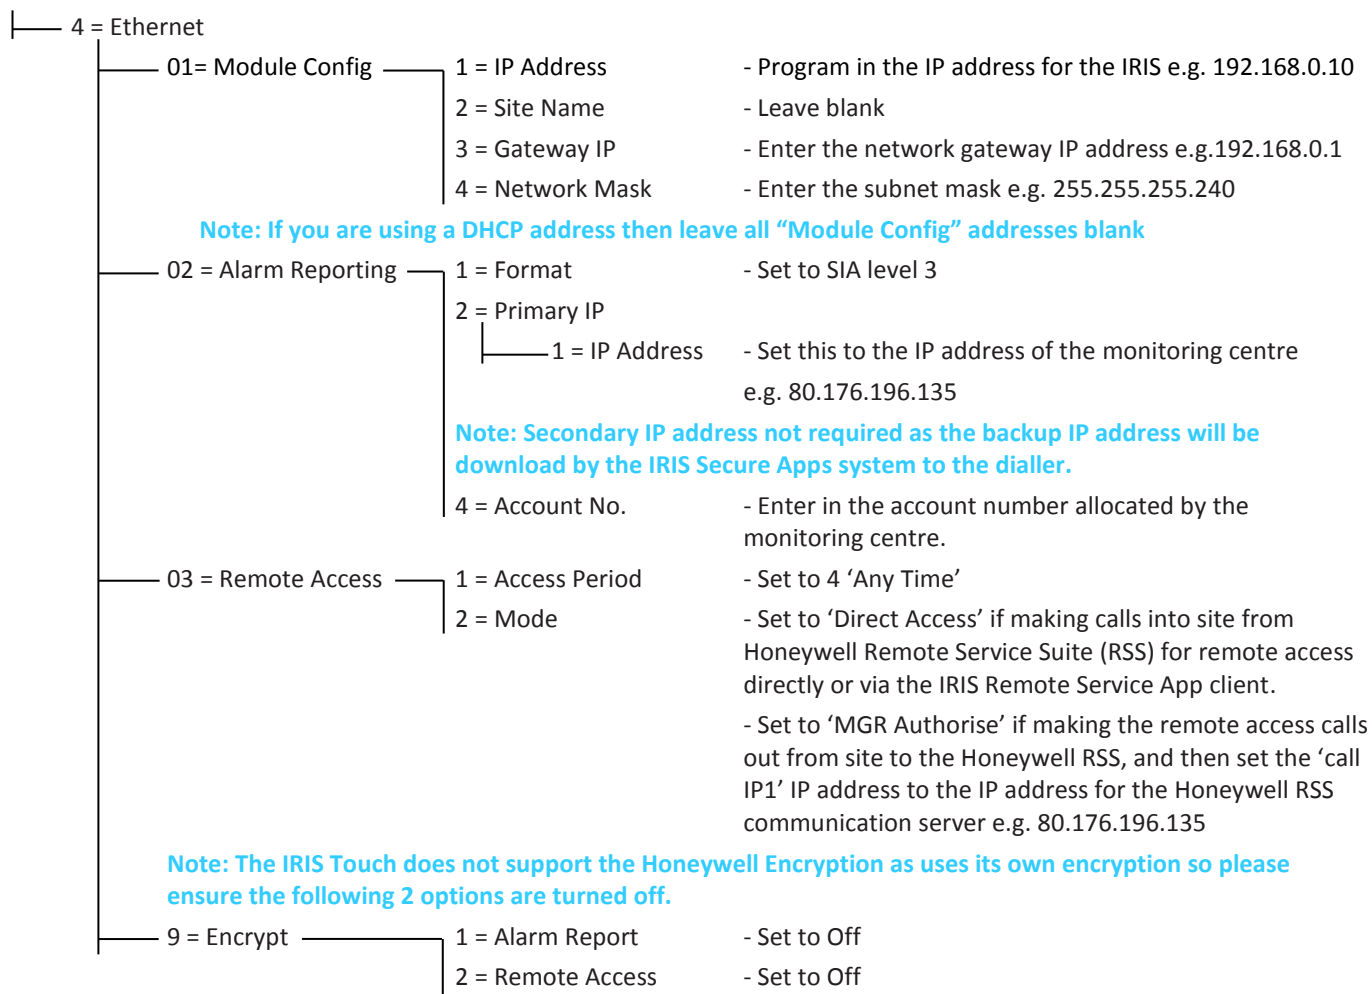 4 = Ethernet
01= Module Config 1 = IP Address - Program in the IP address for the IRIS e.g. 192.168.0.10
2 = Site Name - Leave blank
3 = Gateway IP - Enter the network gateway IP address e.g.192.168.0.1
4 = Network Mask - Enter the subnet mask e.g. 255.255.255.240
Note: If you are using a DHCP address then leave all “Module Config” addresses blank
02 = Alarm Reporting 1 = Format - Set to SIA level 3
2 = Primary IP
1 = IP Address - Set this to the IP address of the monitoring centre
e.g. 80.176.196.135
Note: Secondary IP address not required as the backup IP address will be
download by the IRIS Secure Apps system to the dialler.
4 = Account No. - Enter in the account number allocated by the
monitoring centre.
03 = Remote Access 1 = Access Period - Set to 4 ‘Any Time’
2 = Mode - Set to ‘Direct Access’ if making calls into site from
Honeywell Remote Service Suite (RSS) for remote access
directly or via the IRIS Remote Service App client.
- Set to ‘MGR Authorise’ if making the remote access calls
out from site to the Honeywell RSS, and then set the ‘call
IP1’ IP address to the IP address for the Honeywell RSS
communication server e.g. 80.176.196.135
Note: The IRIS Touch does not support the Honeywell Encryption as uses its own encryption so please
ensure the following 2 options are turned off.
9 = Encrypt 1 = Alarm Report - Set to Off
2 = Remote Access - Set to Off